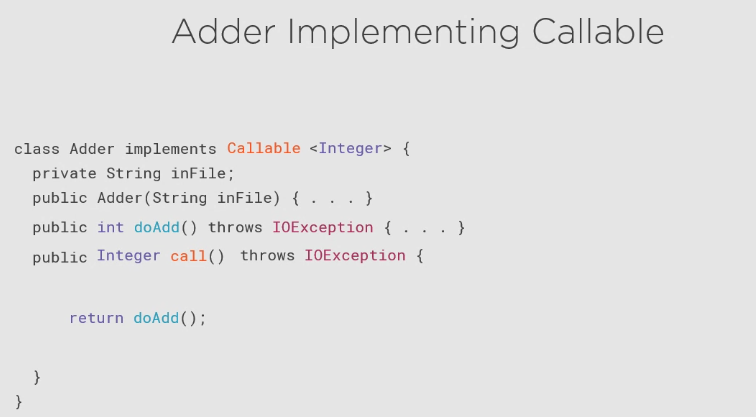 Adder Implementing Callable
class Adder implements Callable <Integer> {
private String inFile;
public Adder(String inFile) { . . . }
public int doAdd() throws IOException { . . . }
public Integer call() throws IOException {
return doAdd();
}
}